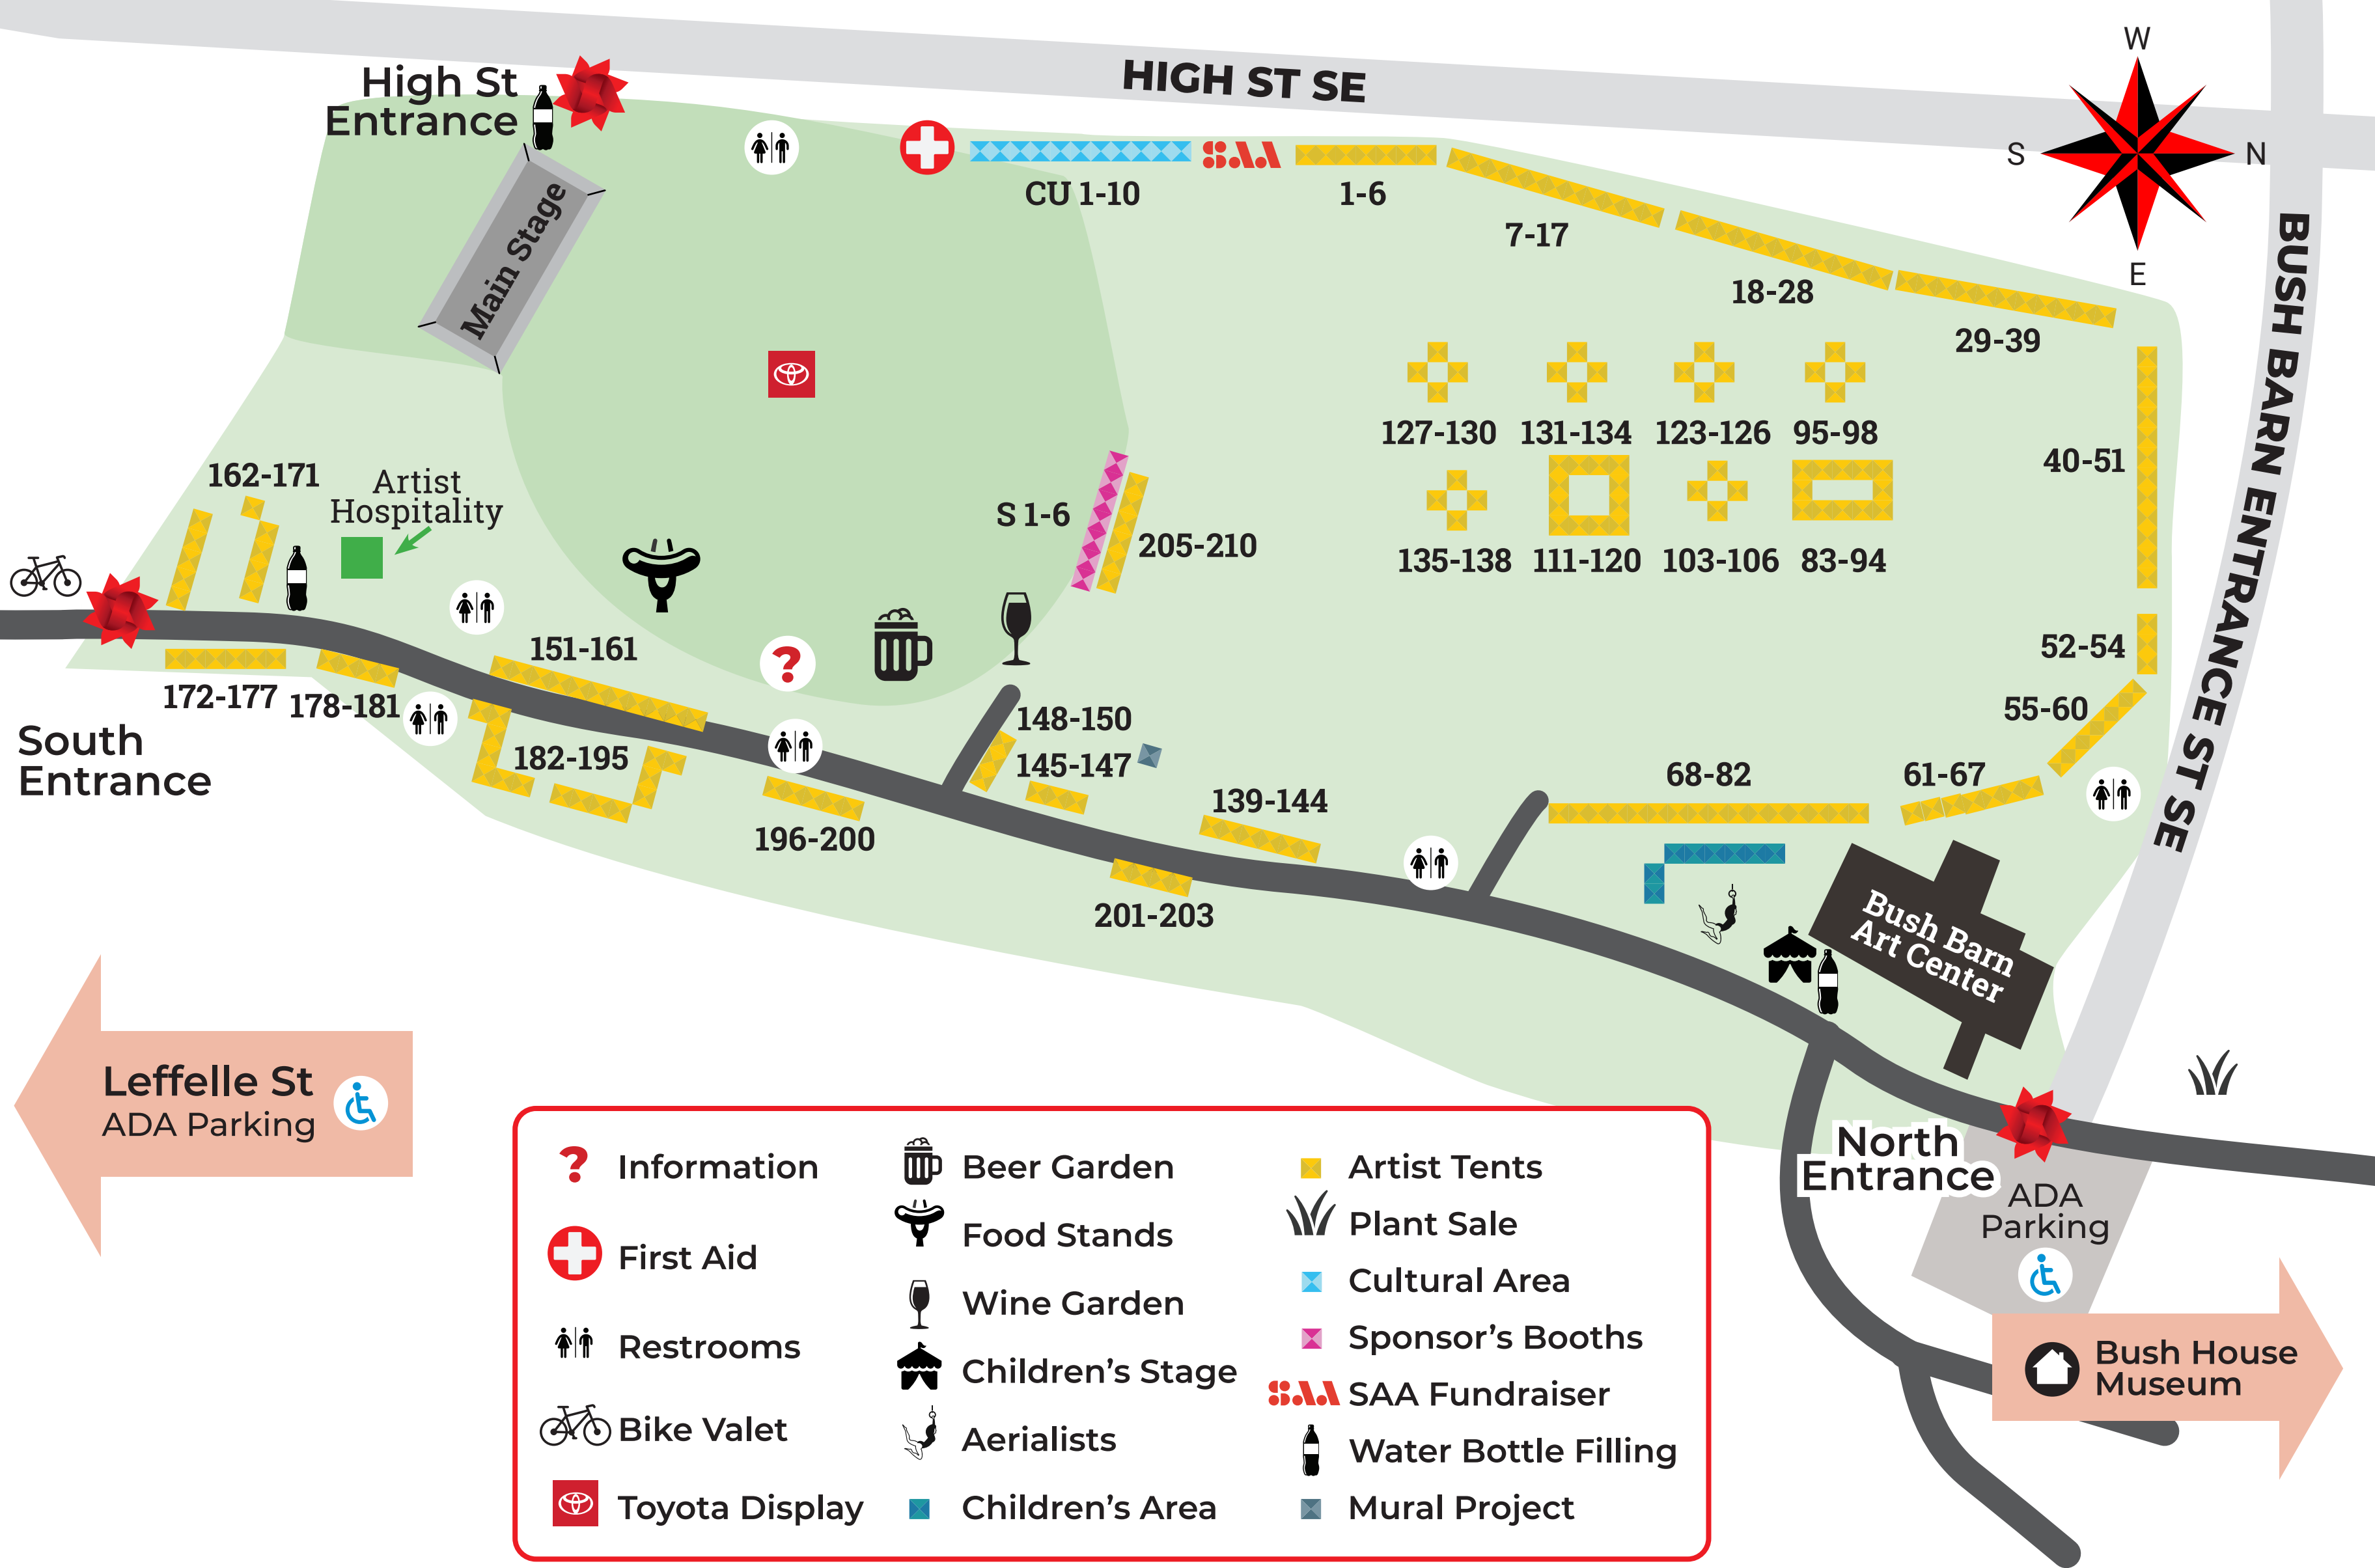 HIGH ST SE
W
S
N
E
BUSH BARN ENTRANCE ST SE
High St
Entrance
Main Stage
CU 1-10
SAA
1-6
7-17
18-28
29-39
127-130
131-134
123-126
95-98
40-51
135-138
111-120
103-106
83-94
S 1-6
205-210
162-171
Artist
Hospitality
52-54
55-60
151-161
?
172-177
178-181
148-150
145-147
182-195
196-200
139-144
68-82
61-67
201-203
South
Entrance
Bush Barn
Art Center
Leffelle St
ADA Parking
North
Entrance
ADA
Parking
Bush House
Museum
? Information
First Aid
Restrooms
Bike Valet
Toyota Display
Beer Garden
Food Stands
Wine Garden
Children's Stage
Aerialists
Children's Area
Artist Tents
Plant Sale
Cultural Area
Sponsor's Booths
SAA SAA Fundraiser
Water Bottle Filling
Mural Project